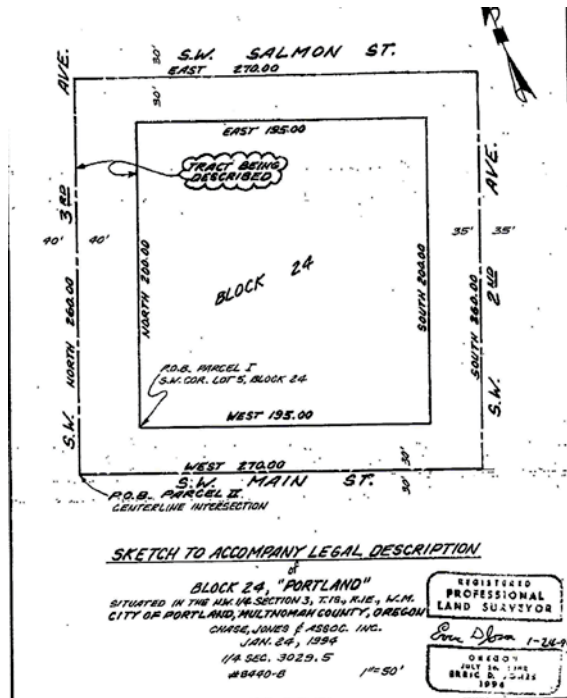 S.W. SALMON ST.
30'
EAST 270.00
30'
AVE.
EAST 195.00
TRACT BEING
DESCRIBED
3RD
AVE.
40' 40'
35' 35'
BLOCK 24
NORTH 200.00
SOUTH 200.00
2ND
NORTH 260.00
SOUTH 260.00
P.O.B. PARCEL I
S.W. COR. LOT 5, BLOCK 24
S.W.
S.W.
WEST 195.00
30'
WEST 270.00
S.W. MAIN ST.
30'
P.O.B. PARCEL II
CENTERLINE INTERSECTION
SKETCH TO ACCOMPANY LEGAL DESCRIPTION
of
BLOCK 24, "PORTLAND"
SITUATED IN THE N.W. 1/4 SECTION 3, T.1S., R.1E., W.M.
CITY OF PORTLAND, MULTNOMAH COUNTY, OREGON
CHASE, JONES & ASSOC. INC.
JAN. 24, 1994
1/4 SEC. 3029.5
#8440-B 1"=50'
REGISTERED
PROFESSIONAL
LAND SURVEYOR
OREGON
JULY
1994